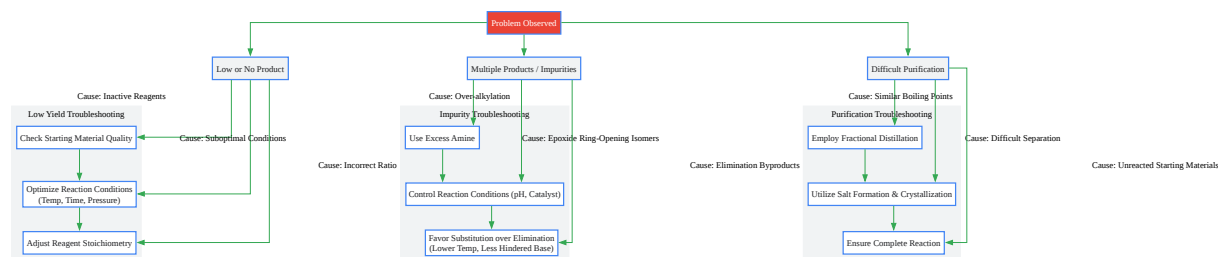 Problem Observed
Low or No Product
Multiple Products / Impurities
Difficult Purification
Cause: Inactive Reagents
Cause: Over-alkylation
Cause: Similar Boiling Points
Low Yield Troubleshooting
Impurity Troubleshooting
Purification Troubleshooting
Check Starting Material Quality
Cause: Suboptimal Conditions
Use Excess Amine
Cause: Epoxide Ring-Opening Isomers
Employ Fractional Distillation
Cause: Difficult Separation
Cause: Incorrect Ratio
Cause: Elimination Byproducts
Cause: Unreacted Starting Materials
Optimize Reaction Conditions
(Temp, Time, Pressure)
Control Reaction Conditions (pH, Catalyst)
Utilize Salt Formation & Crystallization
Adjust Reagent Stoichiometry
Favor Substitution over Elimination
(Lower Temp, Less Hindered Base)
Ensure Complete Reaction